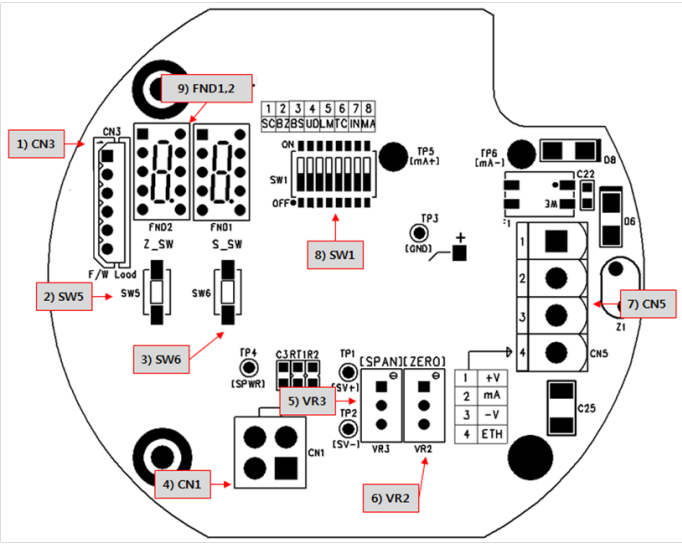 9) FND1,2
1 2 3 4 5 6 7 8
SC BZ BS UD LM TC IN MA
1) CN3
CN3
ON
SW1
OFF
TP5
[mA+]
TP6
[mA-]
D8
C22
F1
D6
FND2
FND1
Z_SW
S_SW
TP3
[GND]
+
8) SW1
F/W Load
2) SW5
SW5
SW6
3) SW6
1
2
3
4
CN5
7) CN5
Z1
TP4
[SPWR]
C3 RT1 R2
TP1
[SV+]
[SPAN] [ZERO]
5) VR3
TP2
[SV-]
VR3
VR2
1 +V
2 mA
3 -V
4 ETH
C25
CN1
4) CN1
6) VR2